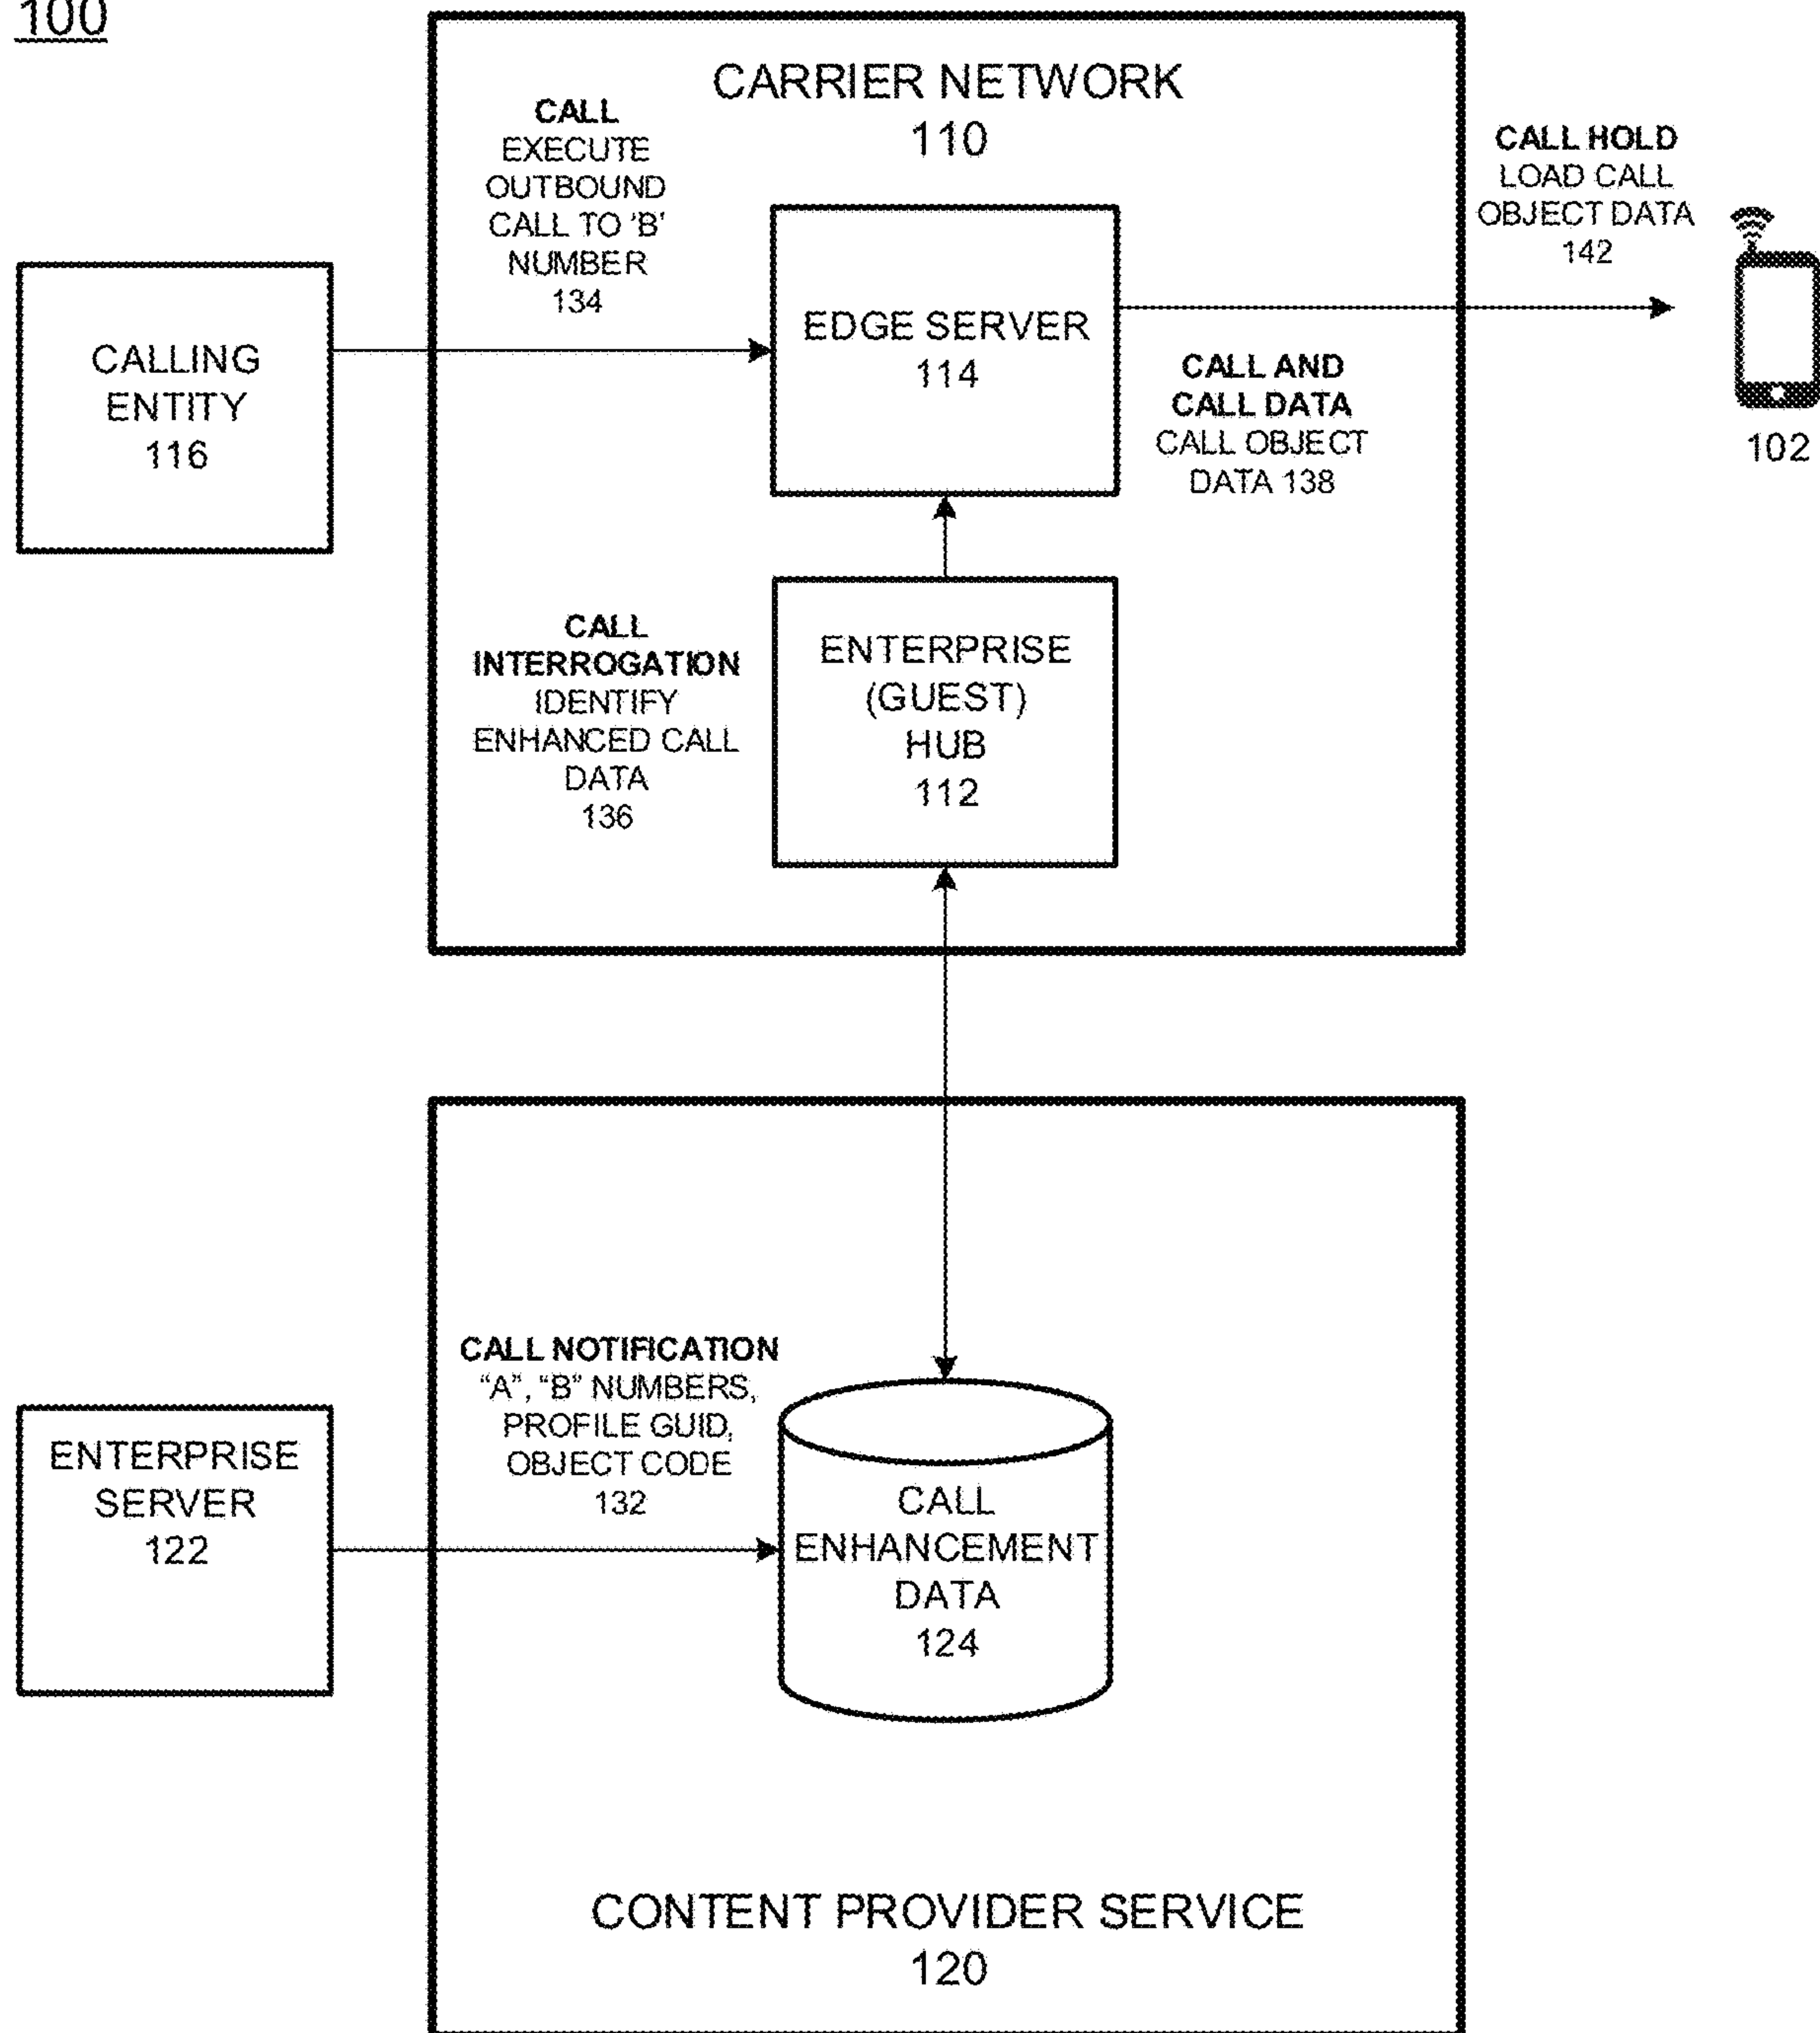 100
CARRIER NETWORK
110
CALL
EXECUTE
OUTBOUND
CALL TO 'B'
NUMBER
134
CALL HOLD
LOAD CALL
OBJECT DATA
142
CALLING
ENTITY
116
EDGE SERVER
114
CALL AND
CALL DATA
CALL OBJECT
DATA 138
102
CALL
INTERROGATION
IDENTIFY
ENHANCED CALL
DATA
136
ENTERPRISE
(GUEST)
HUB
112
CALL NOTIFICATION
"A", "B" NUMBERS,
PROFILE GUID,
OBJECT CODE
132
ENTERPRISE
SERVER
122
CALL
ENHANCEMENT
DATA
124
CONTENT PROVIDER SERVICE
120